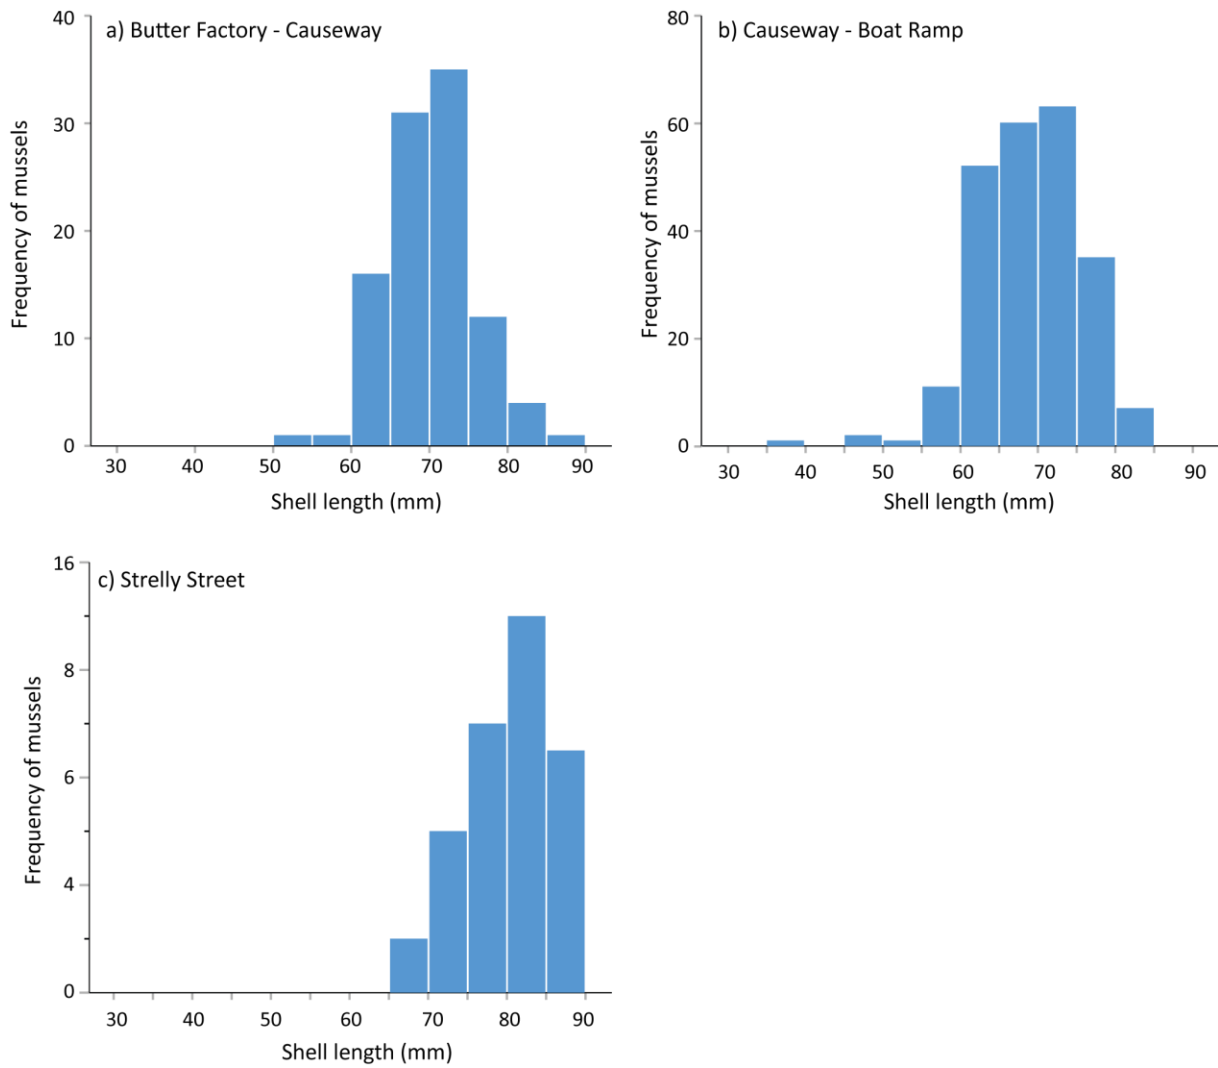 a) Butter Factory - Causeway
Frequency of mussels
40
30
20
10
0
30 40 50 60 70 80 90
Shell length (mm)
b) Causeway - Boat Ramp
Frequency of mussels
80
60
40
20
0
30 40 50 60 70 80 90
Shell length (mm)
c) Strelly Street
Frequency of mussels
16
8
6
4
0
30 40 50 60 70 80 90
Shell length (mm)